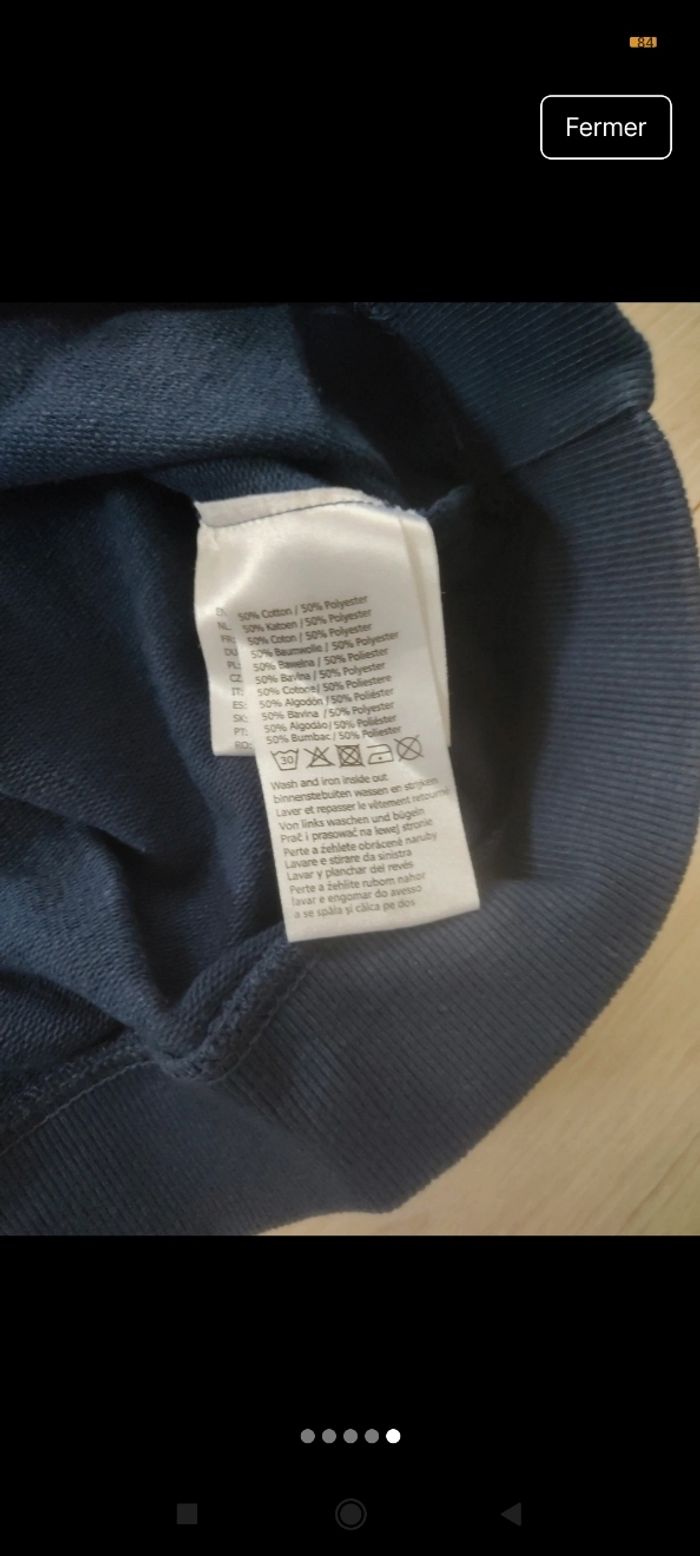 84
Fermer
EN 50% Cotton / 50% Polyester
NL: 50% Katoen / 50% Polyester
FR: 50% Coton / 50% Polyester
DU: 50% Baumwolle / 50% Polyester
PL: 50% Bawełna / 50% Poliester
CZ: 50% Bavlna / 50% Polyester
IT: 50% Cotone / 50% Poliestere
ES: 50% Algodón / 50% Poliéster
SK: 50% Bavlna / 50% Polyester
PT: 50% Algodão / 50% Poliéster
RO: 50% Bumbac / 50% Poliester
30
Wash and iron inside out
binnenstebuiten wassen en strijken
Laver et repasser le vêtement retourné
Von links waschen und bügeln
Prać i prasować na lewej stronie
Perte a žehlete obráceně naruby
Lavare e stirare da sinistra
Lavar y planchar del revés
Perte a žehlite rubom nahor
lavar e engomar do avesso
a se spăla și călca pe dos